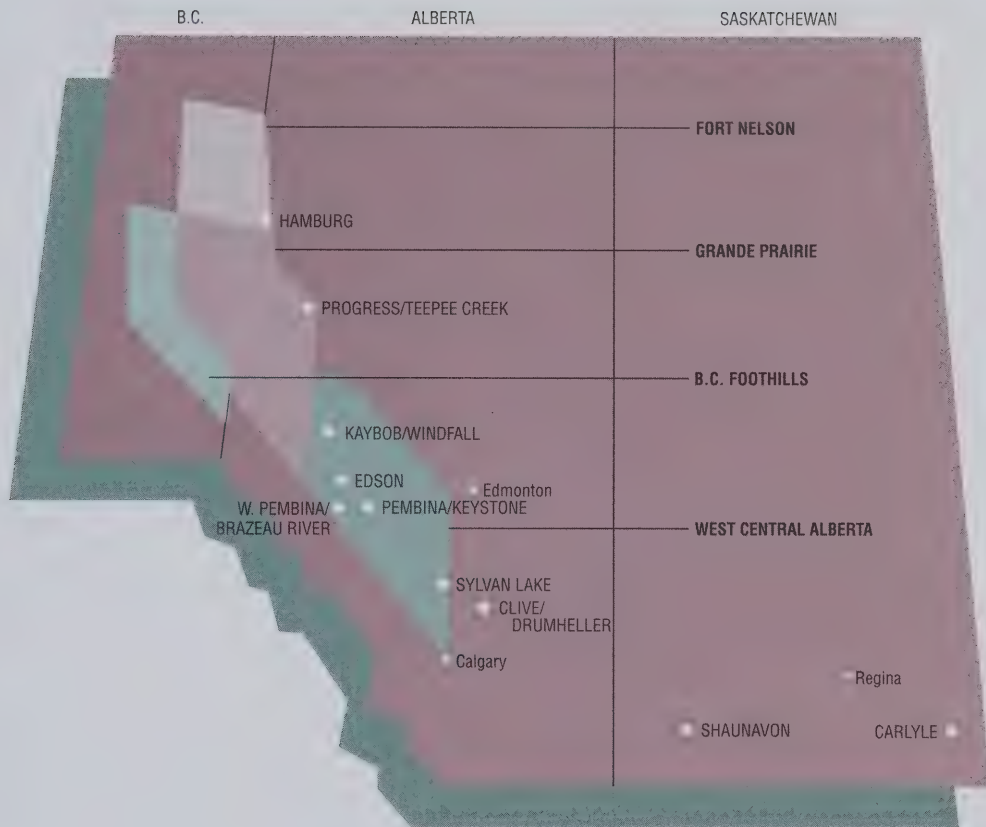 B.C.
ALBERTA
SASKATCHEWAN
FORT NELSON
HAMBURG
GRANDE PRAIRIE
PROGRESS/TEEPEE CREEK
B.C. FOOTHILLS
KAYBOB/WINDFALL
EDSON
Edmonton
W. PEMBINA/
BRAZEAU RIVER
PEMBINA/KEYSTONE
WEST CENTRAL ALBERTA
SYLVAN LAKE
CLIVE/
DRUMHELLER
Calgary
Regina
SHAUNAVON
CARLYLE